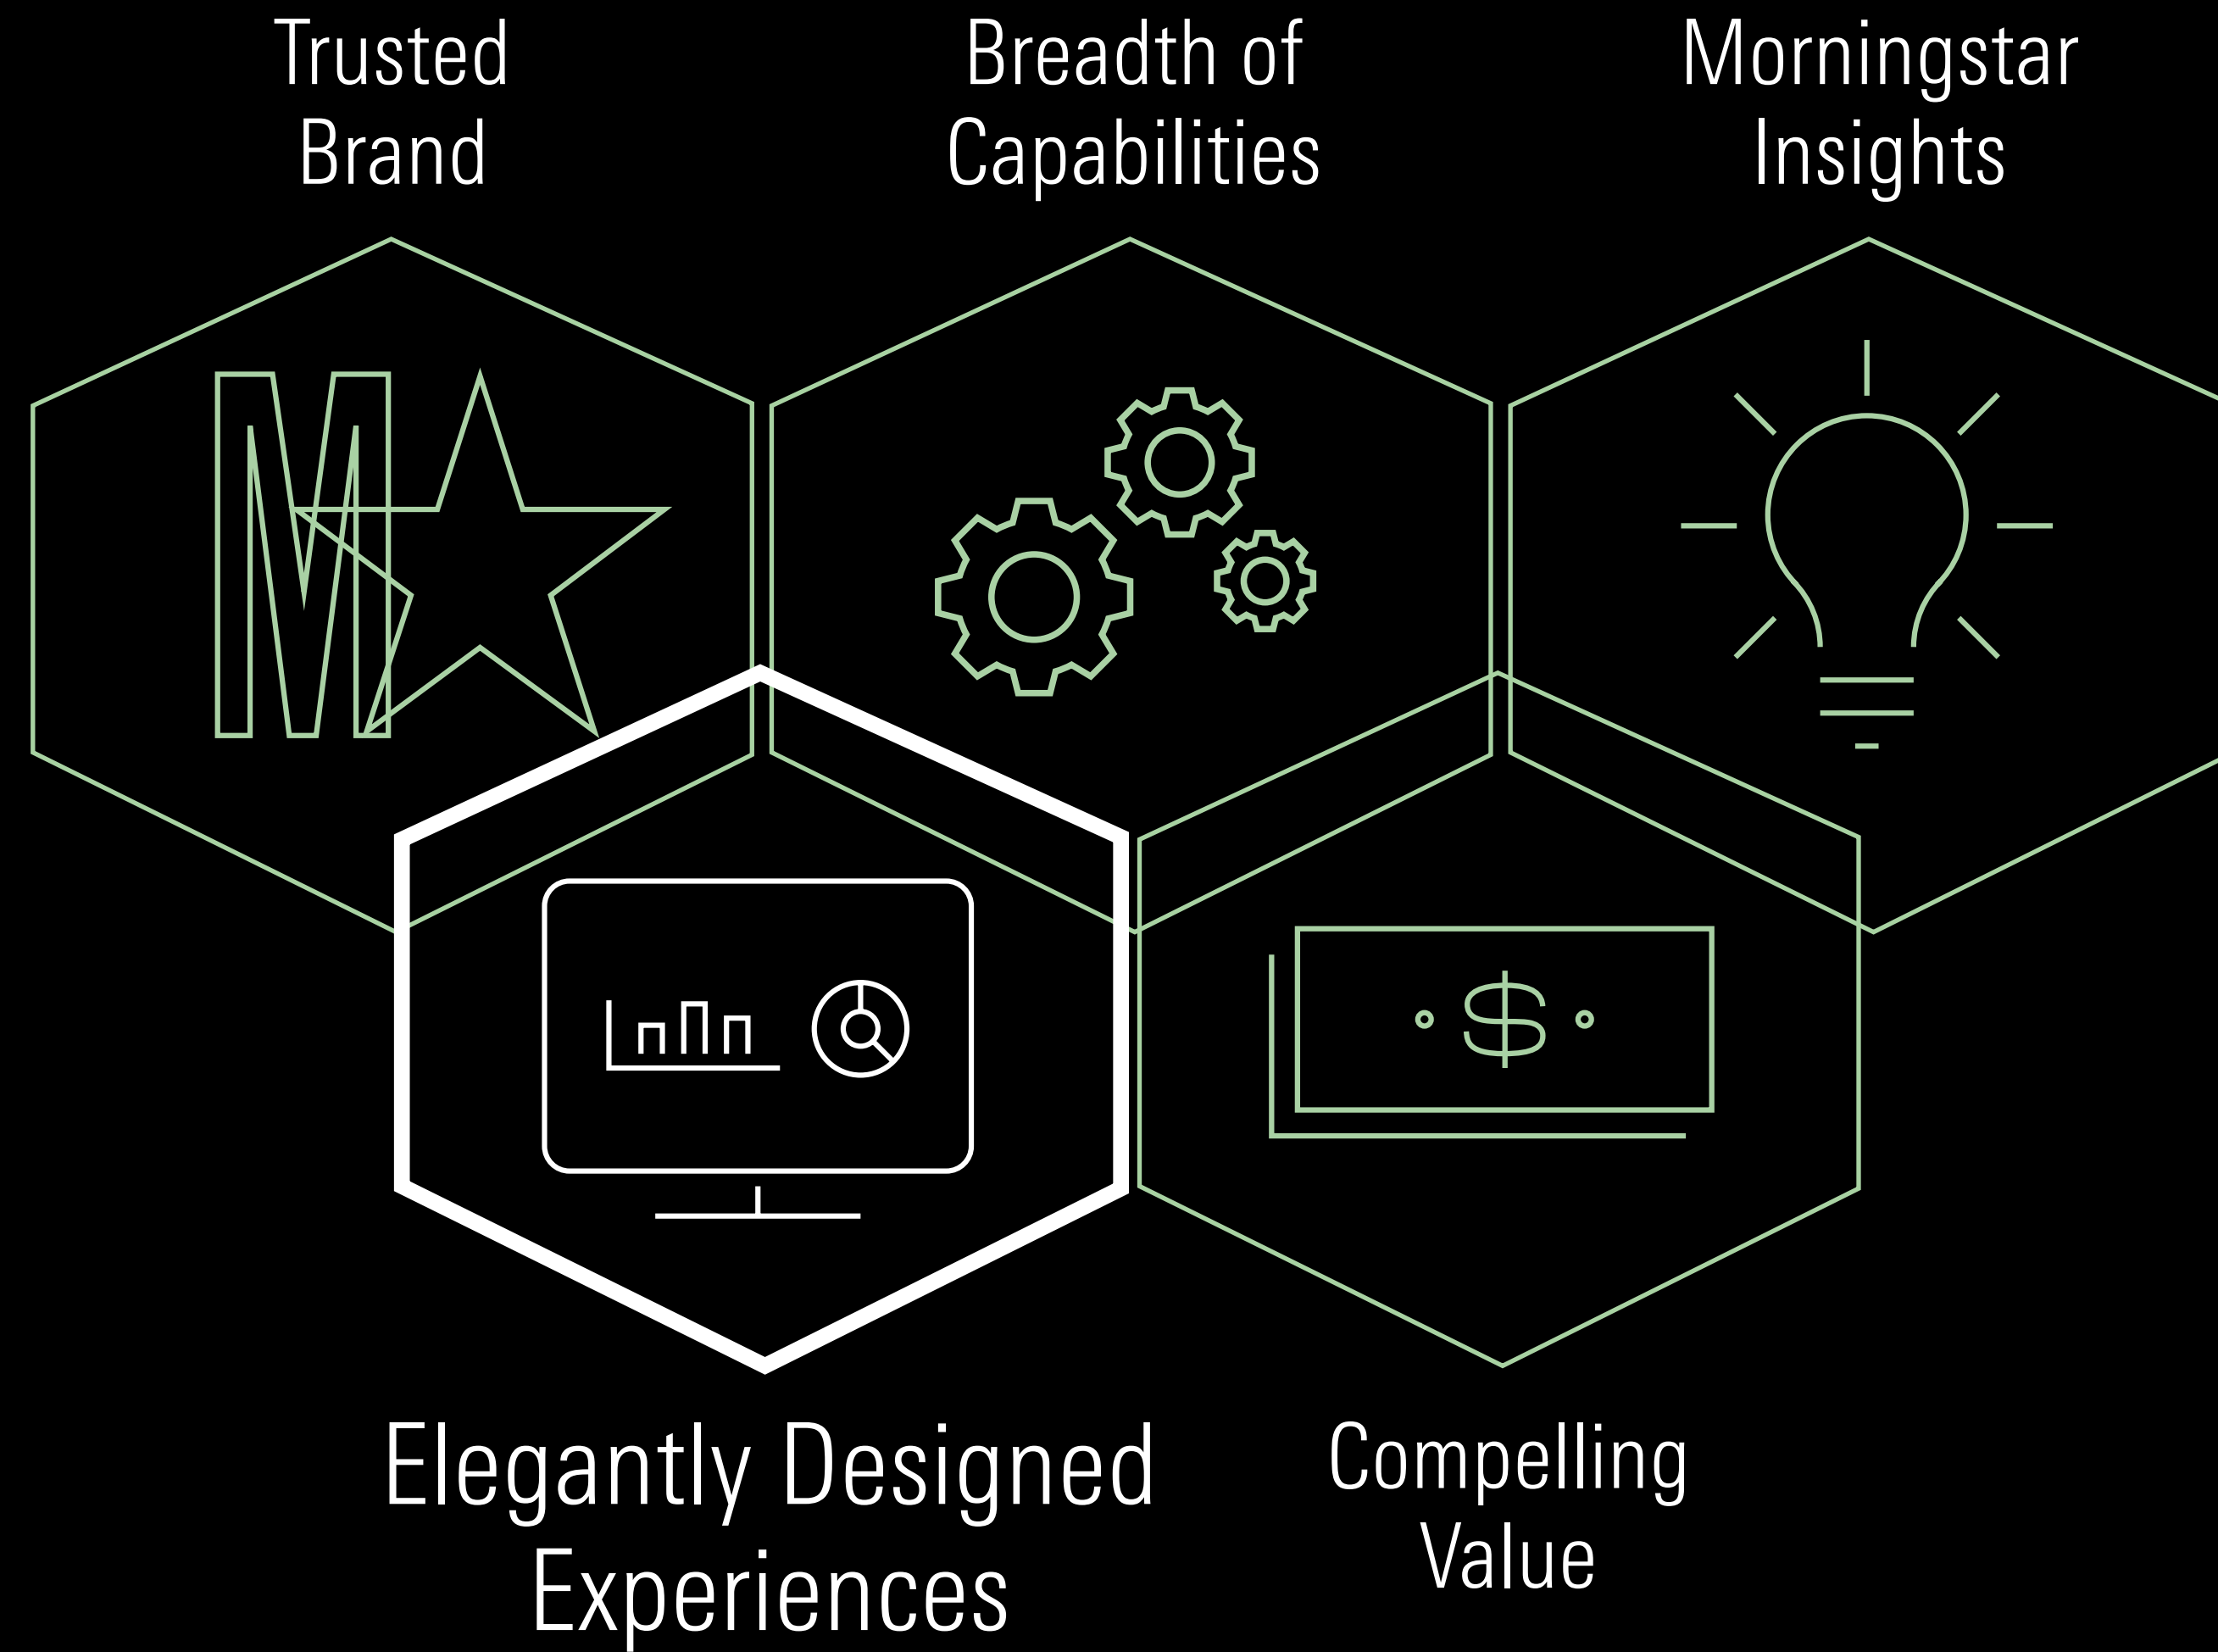 Trusted
Brand
Breadth of
Capabilities
Morningstar
Insights
M
$
Elegantly Designed
Experiences
Compelling
Value